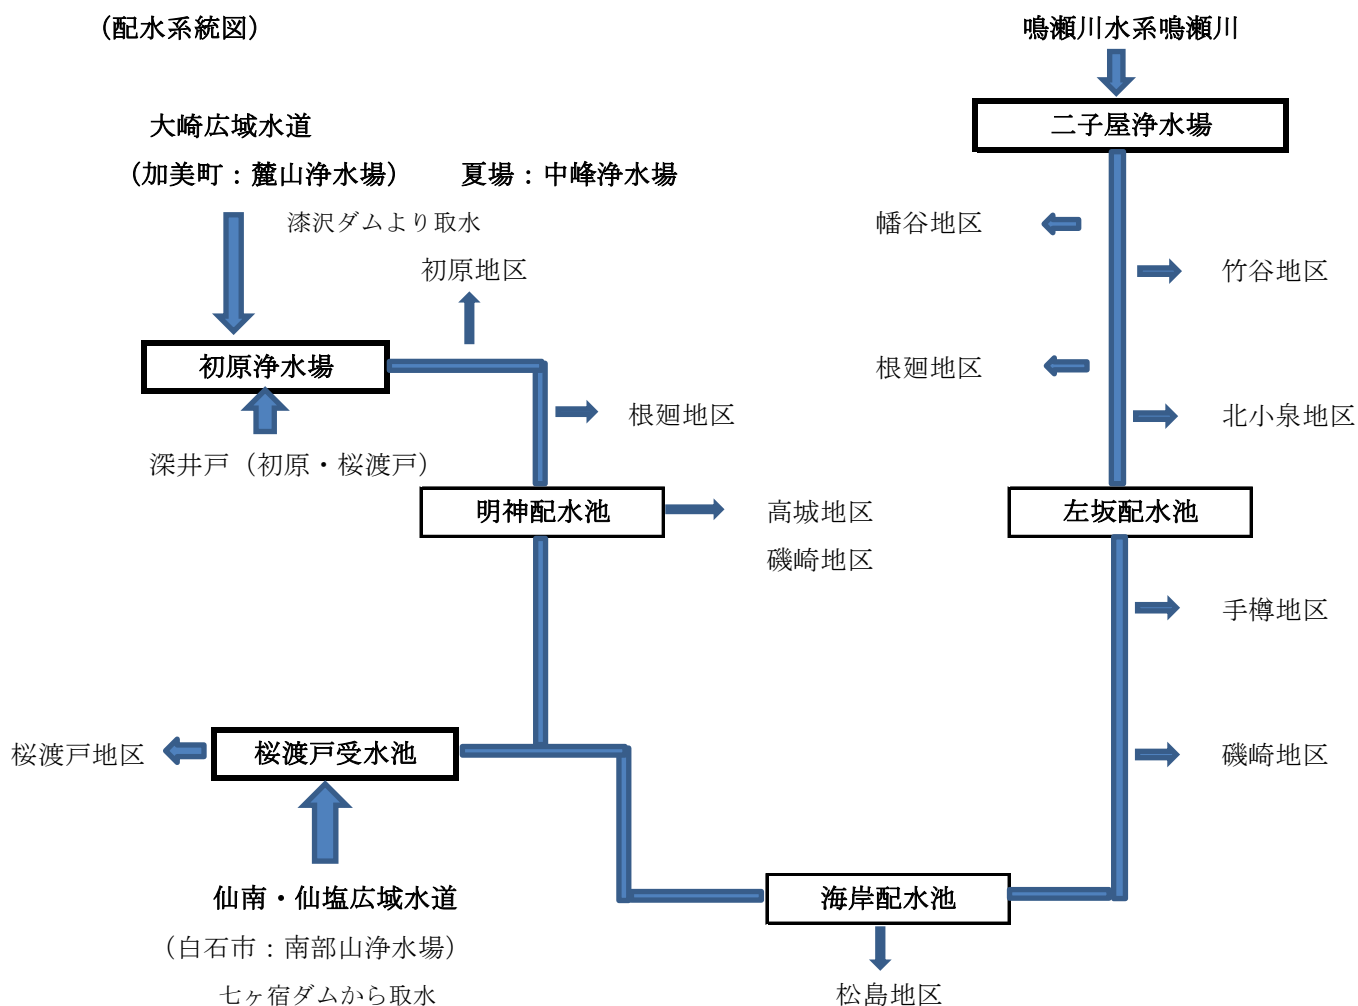 (配水系統図)
鳴瀬川水系鳴瀬川
大崎広域水道
二子屋浄水場
(加美町：麓山浄水場) 夏場：中峰浄水場
漆沢ダムより取水
幡谷地区
初原地区
竹谷地区
初原浄水場
根廻地区
根廻地区
北小泉地区
深井戸（初原・桜渡戸）
明神配水池
高城地区
左坂配水池
磯崎地区
手樽地区
桜渡戸地区
桜渡戸受水池
磯崎地区
仙南・仙塩広域水道
海岸配水池
（白石市：南部山浄水場）
七ヶ宿ダムから取水
松島地区